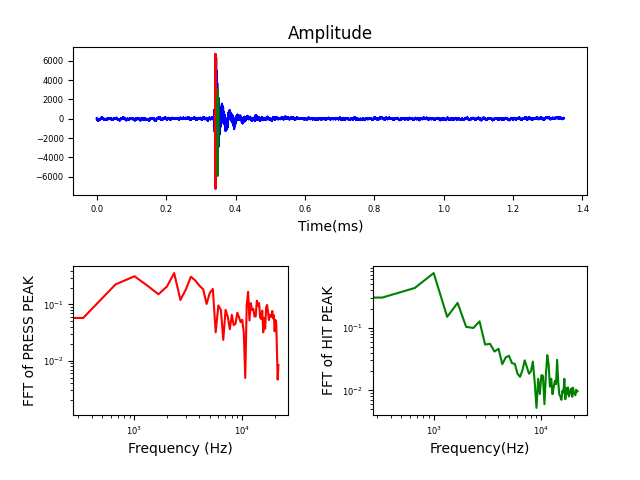 Amplitude
6000
4000
2000
0
−2000
−4000
−6000
0.0 0.2 0.4 0.6 0.8 1.0 1.2 1.4
Time(ms)
FFT of PRESS PEAK
10⁻¹
10⁻²
10³ 10⁴
Frequency (Hz)
FFT of HIT PEAK
10⁻¹
10⁻²
10³ 10⁴
Frequency(Hz)